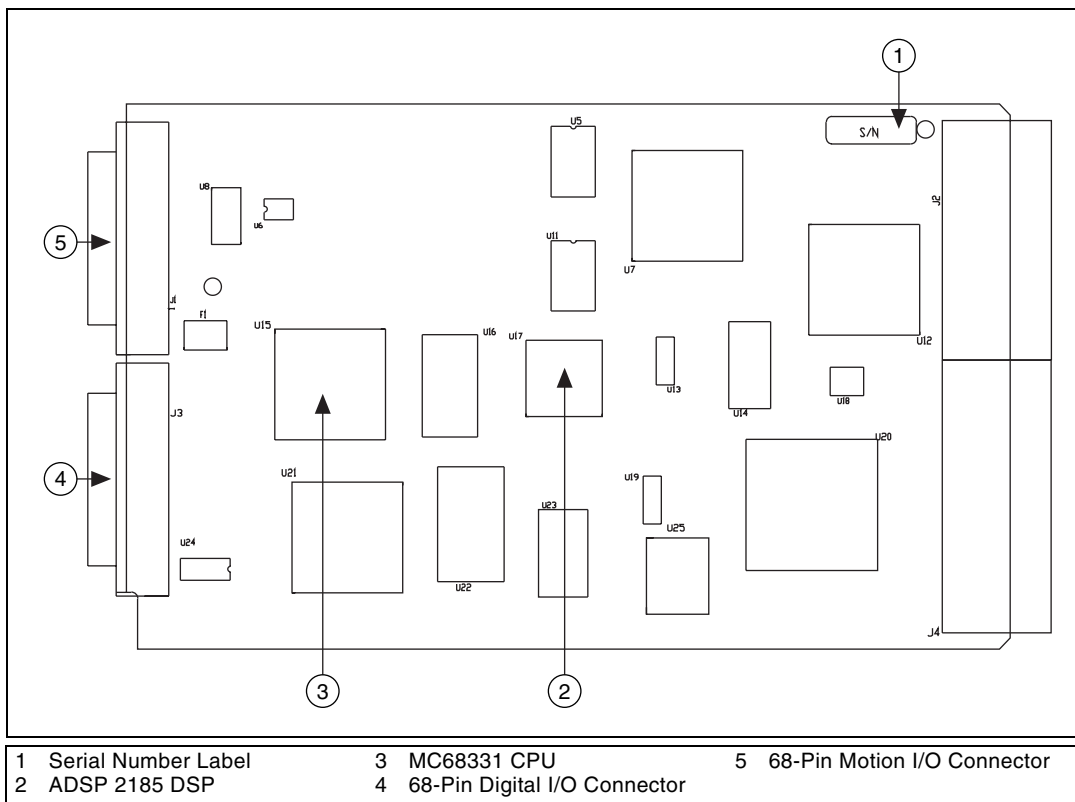 1
S/N
U5
J2
U8
U6
5
U11
U7
J1
1
F1
U15
U16
U17
U12
U13
U14
U18
J3
U20
4
U21
U19
U23
U25
U24
U22
J4
3
2
1 Serial Number Label
2 ADSP 2185 DSP
3 MC68331 CPU
4 68-Pin Digital I/O Connector
5 68-Pin Motion I/O Connector